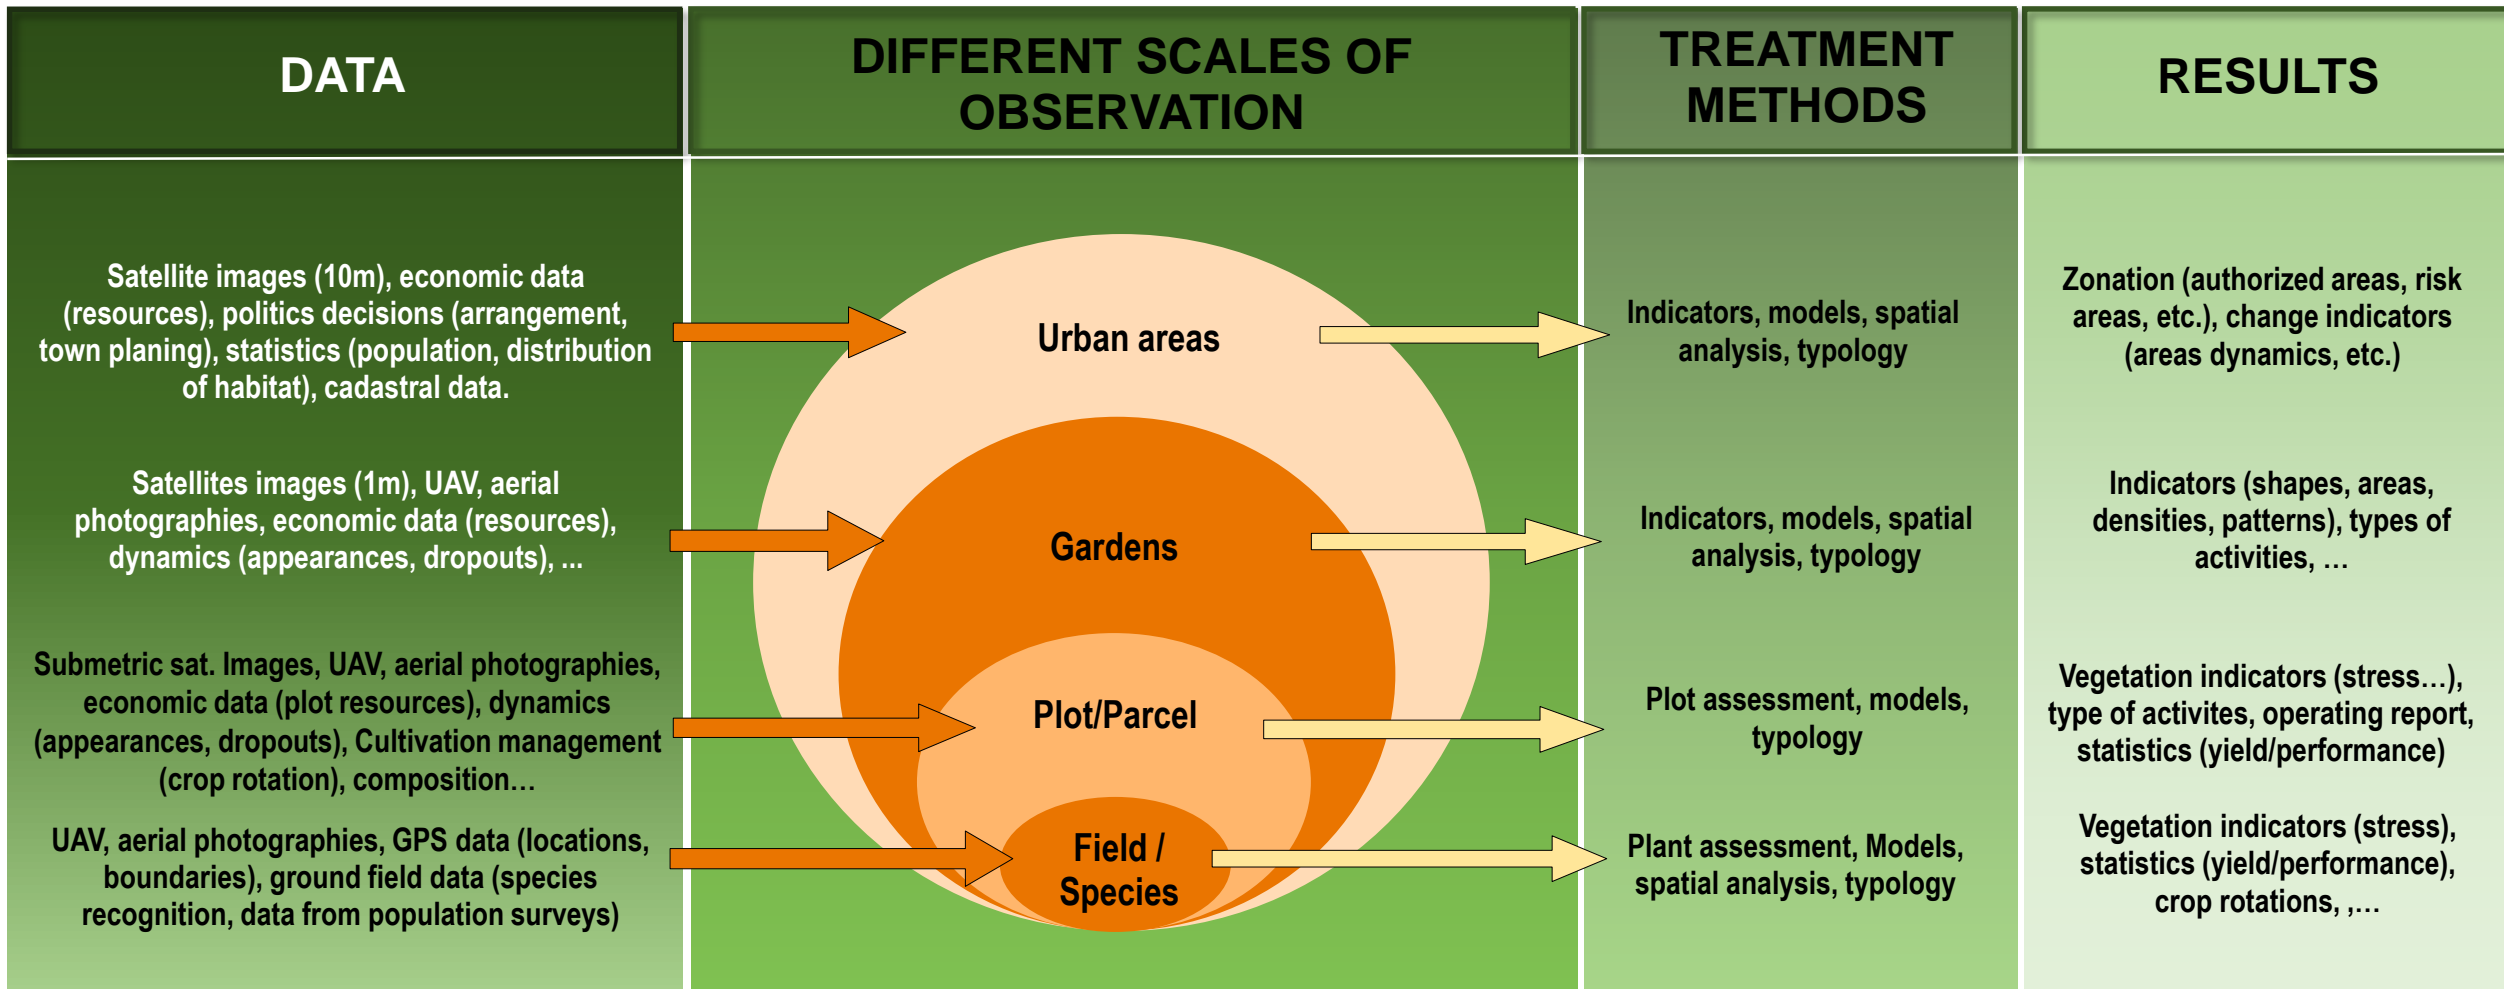 DATA
DIFFERENT SCALES OF
OBSERVATION
TREATMENT
METHODS
RESULTS
Satellite images (10m), economic data
(resources), politics decisions (arrangement,
town planing), statistics (population, distribution
of habitat), cadastral data.
Urban areas
Indicators, models, spatial
analysis, typology
Zonation (authorized areas, risk
areas, etc.), change indicators
(areas dynamics, etc.)
Satellites images (1m), UAV, aerial
photographies, economic data (resources),
dynamics (appearances, dropouts), ...
Gardens
Indicators, models, spatial
analysis, typology
Indicators (shapes, areas,
densities, patterns), types of
activities, …
Submetric sat. Images, UAV, aerial photographies,
economic data (plot resources), dynamics
(appearances, dropouts), Cultivation management
(crop rotation), composition…
Plot/Parcel
Plot assessment, models,
typology
Vegetation indicators (stress…),
type of activites, operating report,
statistics (yield/performance)
UAV, aerial photographies, GPS data (locations,
boundaries), ground field data (species
recognition, data from population surveys)
Field /
Species
Plant assessment, Models,
spatial analysis, typology
Vegetation indicators (stress),
statistics (yield/performance),
crop rotations, ,…